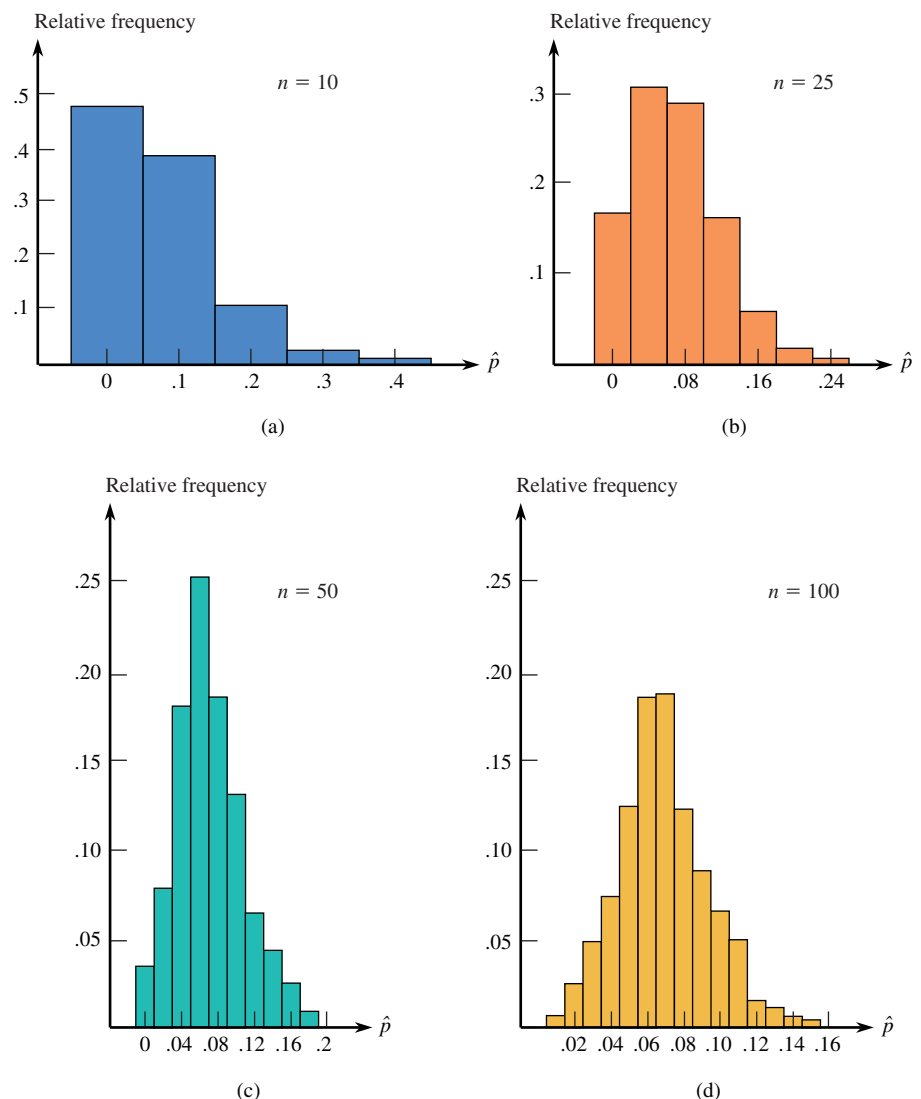 Relative frequency
n = 10
.5
.4
.3
.2
.1
0 .1 .2 .3 .4 p̂
(a)
Relative frequency
n = 25
.3
.2
.1
0 .08 .16 .24 p̂
(b)
Relative frequency
n = 50
.25
.20
.15
.10
.05
0 .04 .08 .12 .16 .2 p̂
(c)
Relative frequency
n = 100
.25
.20
.15
.10
.05
.02 .04 .06 .08 .10 .12 .14 .16 p̂
(d)